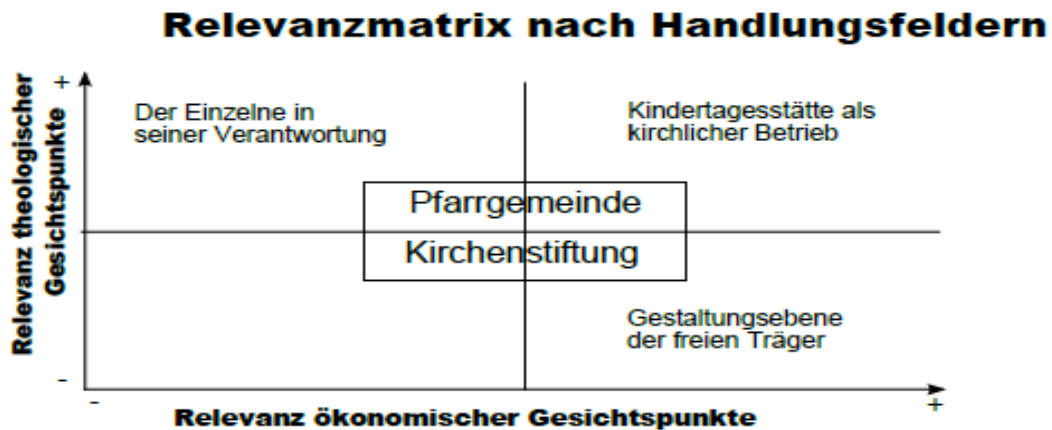 Relevanzmatrix nach Handlungsfeldern
+
Relevanz theologischer
Gesichtspunkte
Der Einzelne in
seiner Verantwortung
Kindertagesstätte als
kirchlicher Betrieb
Pfarrgemeinde
Kirchenstiftung
Gestaltungsebene
der freien Träger
-
-
Relevanz ökonomischer Gesichtspunkte
+